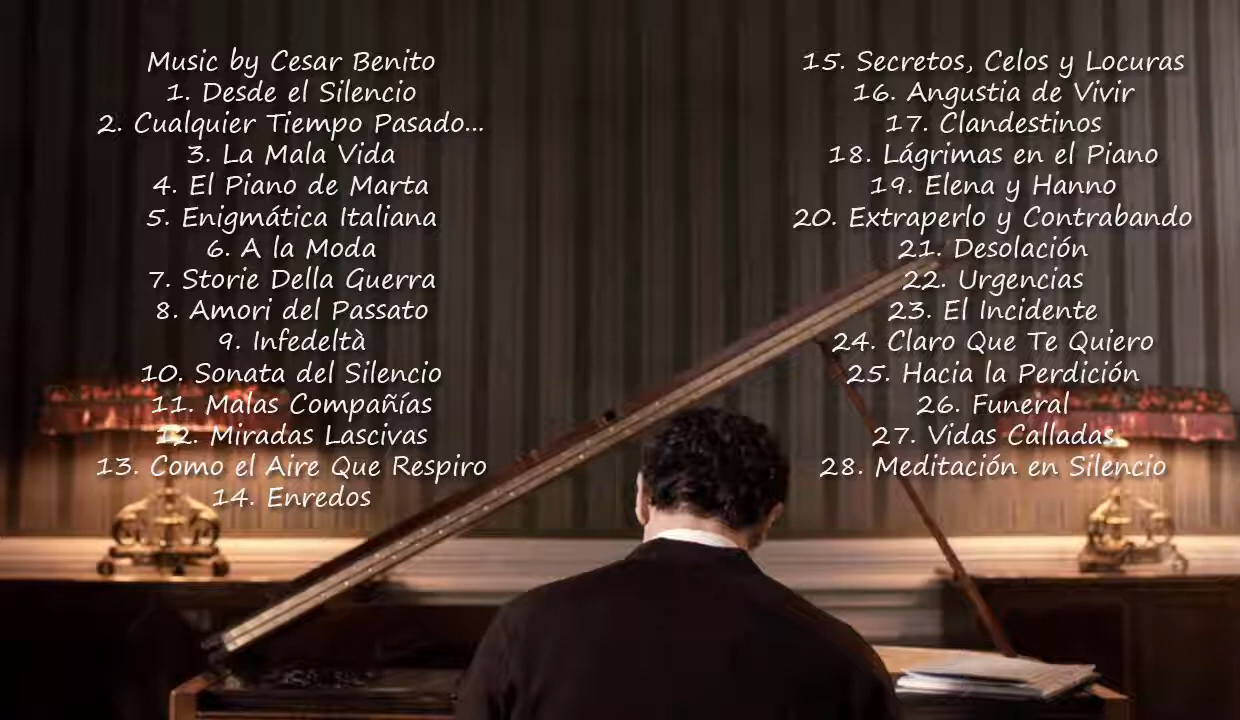 Music by Cesar Benito
1. Desde el Silencio
2. Cualquier Tiempo Pasado...
3. La Mala Vida
4. El Piano de Marta
5. Enigmática Italiana
6. A la Moda
7. Storie Della Guerra
8. Amori del Passato
9. Infedeltà
10. Sonata del Silencio
11. Malas Compañías
12. Miradas Lascivas
13. Como el Aire Que Respiro
14. Enredos
15. Secretos, Celos y Locuras
16. Angustia de Vivir
17. Clandestinos
18. Lágrimas en el Piano
19. Elena y Hanno
20. Extraperlo y Contrabando
21. Desolación
22. Urgencias
23. El Incidente
24. Claro Que Te Quiero
25. Hacia la Perdición
26. Funeral
27. Vidas Calladas
28. Meditación en Silencio